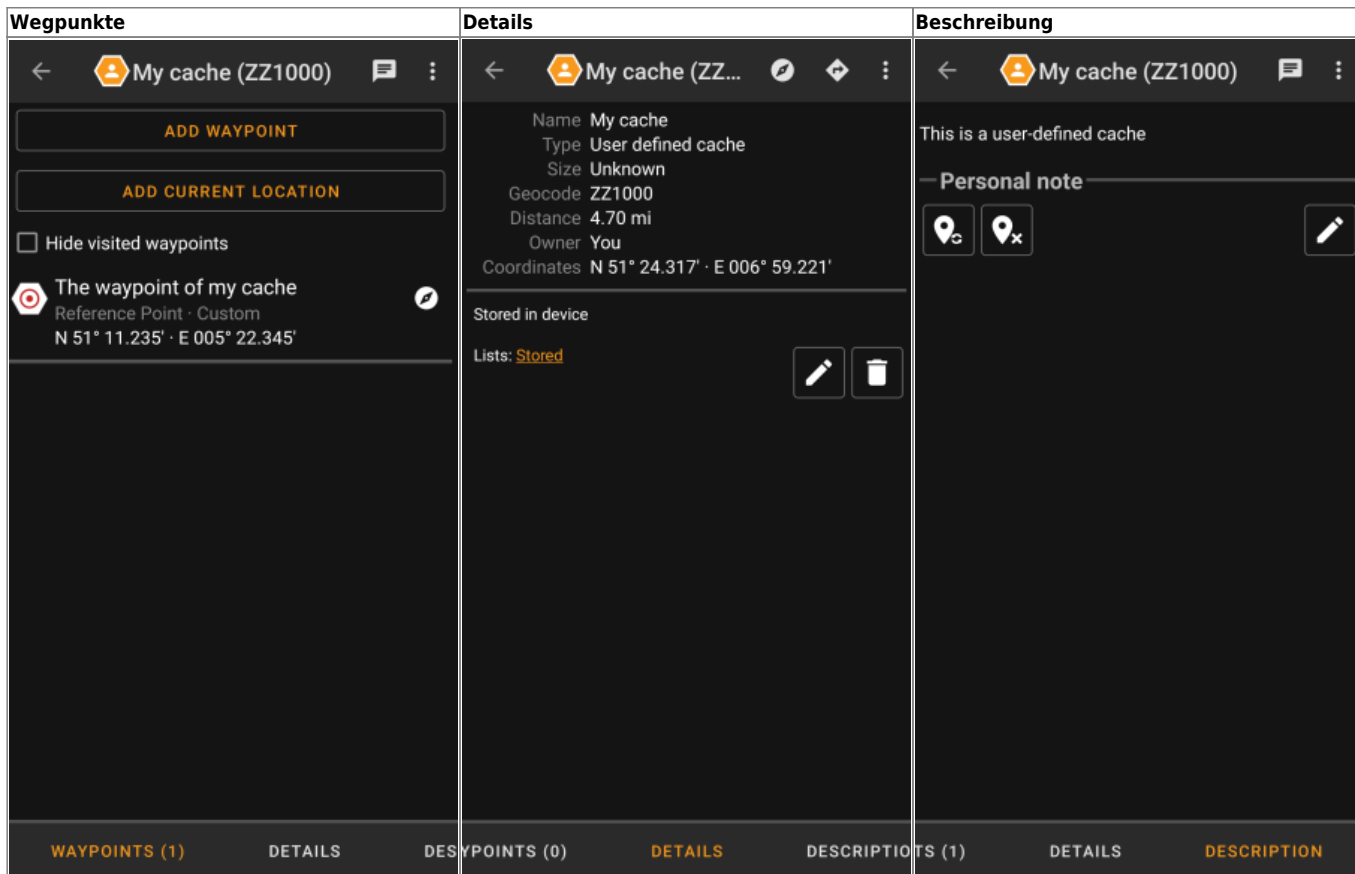 Wegpunkte
My cache (ZZ1000)
ADD WAYPOINT
ADD CURRENT LOCATION
Hide visited waypoints
The waypoint of my cache
Reference Point · Custom
N 51° 11.235' · E 005° 22.345'
WAYPOINTS (1) DETAILS DES
Details
My cache (ZZ...
Name My cache
Type User defined cache
Size Unknown
Geocode ZZ1000
Distance 4.70 mi
Owner You
Coordinates N 51° 24.317' · E 006° 59.221'
Stored in device
Lists: Stored
YPOINTS (0) DETAILS DESCRIPTIO
Beschreibung
My cache (ZZ1000)
This is a user-defined cache
Personal note
TS (1) DETAILS DESCRIPTION